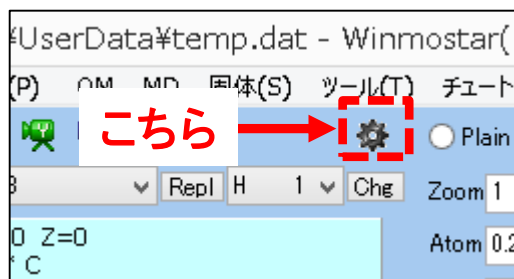 ¥UserData¥temp.dat - Winmostar(
(P) QM MD 固体(S) ツール(T) チュート
こちら
Plain
Repl H 1 Chg Zoom 1
0 Z=0
Atom 0.2
C